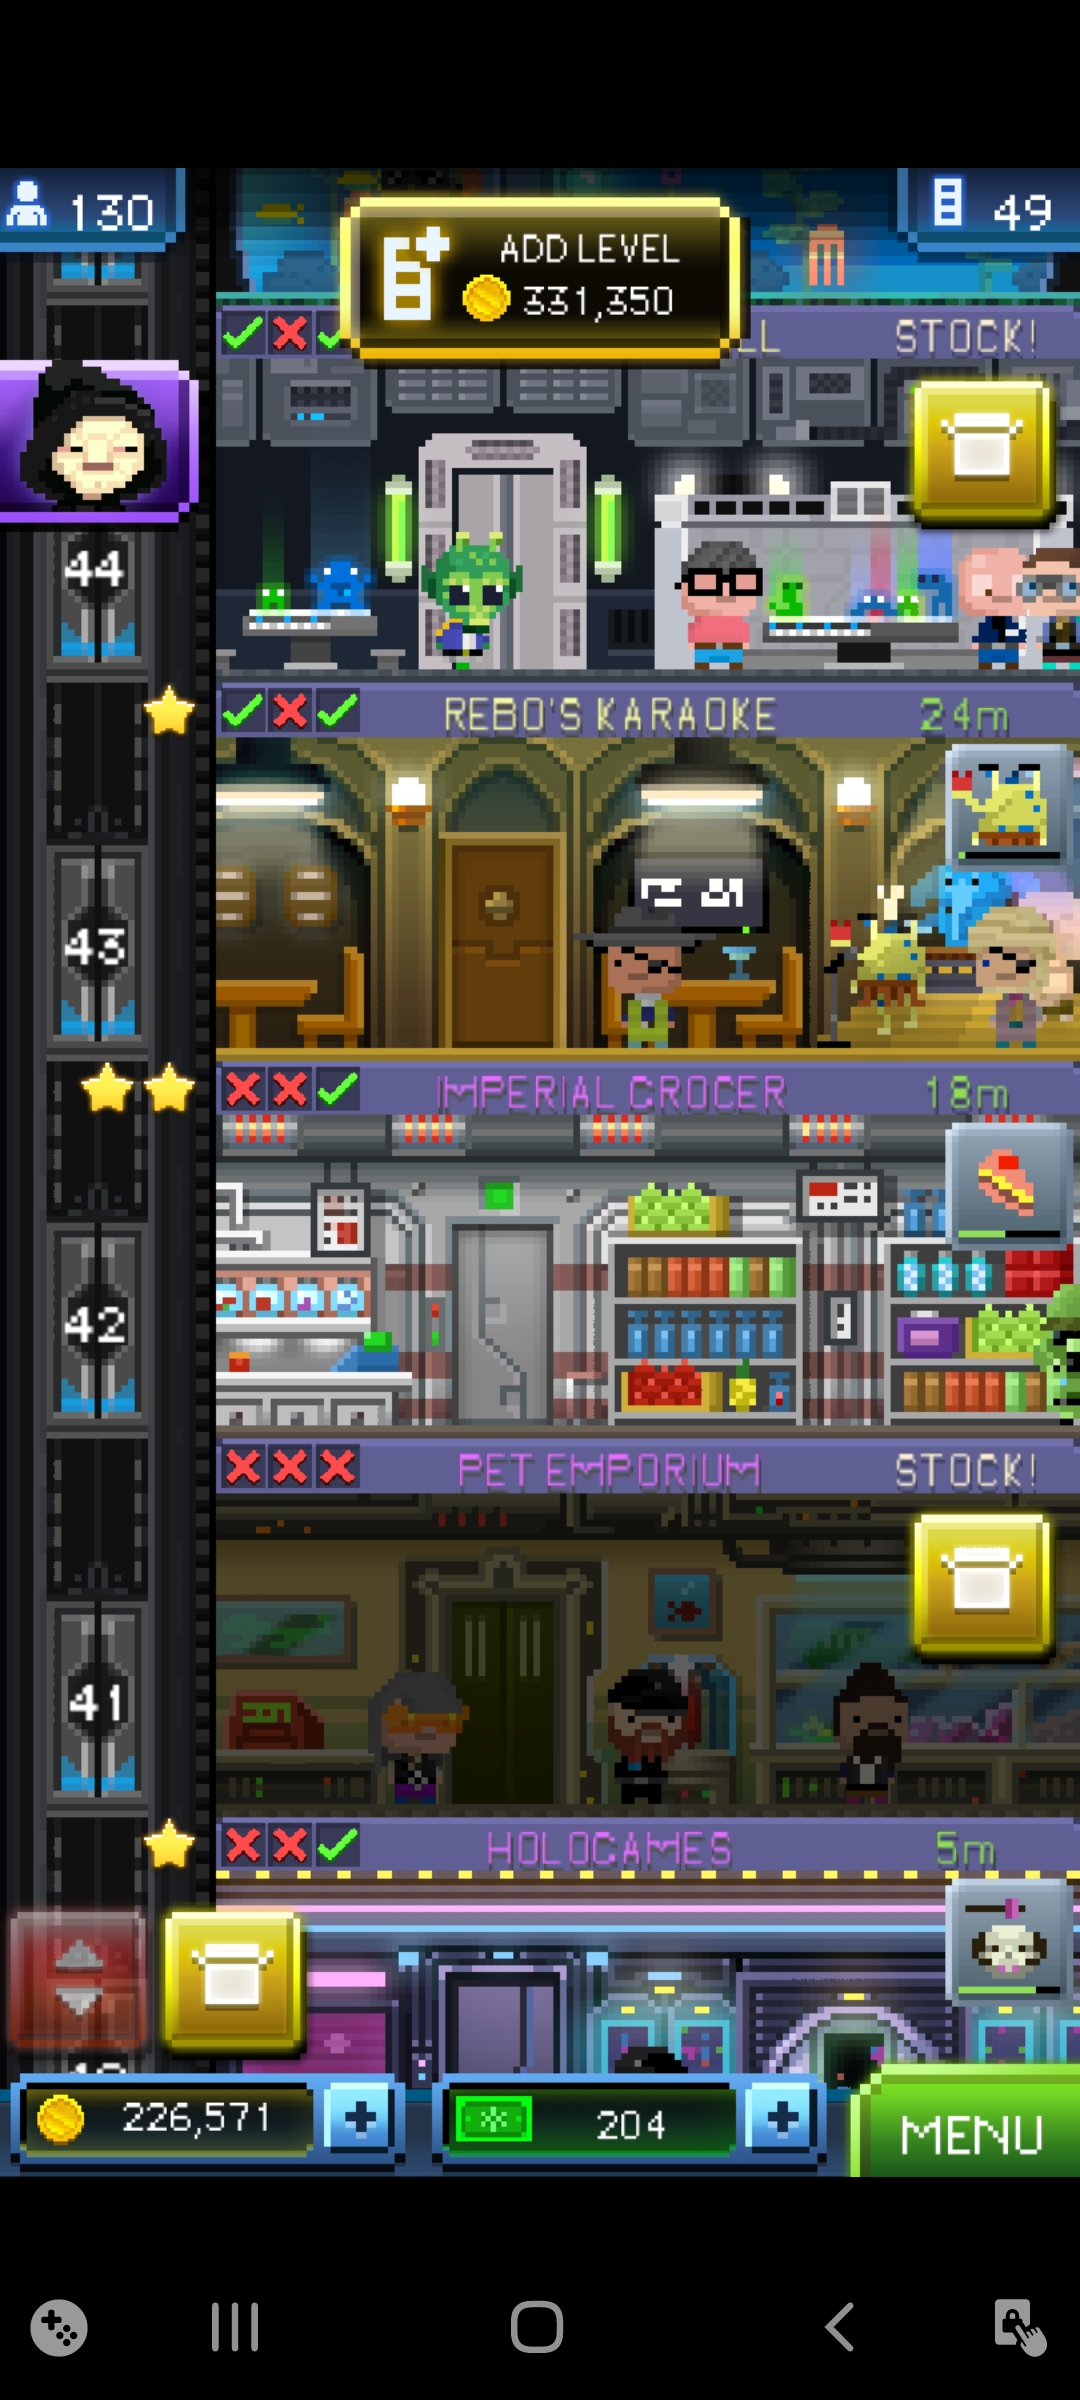 130
49
ADD LEVEL
331,350
LL STOCK!
44
REBO'S KARAOKE 24m
43
IMPERIAL GROCER 18m
42
PET EMPORIUM STOCK!
41
HOLOGAMES 5m
226,571
204
MENU